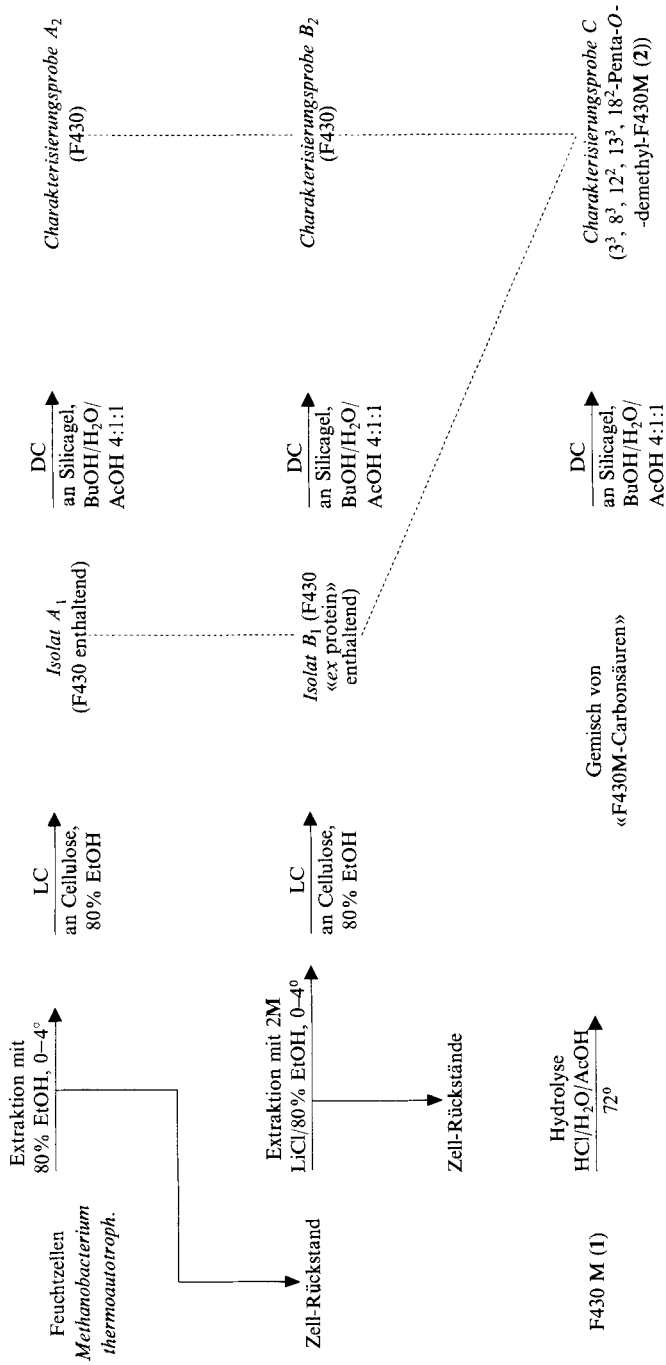 Feuchtzellen
Methanobacterium
thermoautotroph.
Extraktion mit
80% EtOH, 0–4°
LC
an Cellulose,
80% EtOH
Isolat A₁
(F430 enthaltend)
DC
an Silicagel,
BuOH/H₂O/
AcOH 4:1:1
Charakterisierungsprobe A₂
(F430)
Zell-Rückstand
Extraktion mit 2M
LiCl/80% EtOH, 0–4°
Zell-Rückstände
LC
an Cellulose,
80% EtOH
Isolat B₁ (F430
«ex protein»
enthaltend)
DC
an Silicagel,
BuOH/H₂O/
AcOH 4:1:1
Charakterisierungsprobe B₂
(F430)
F430 M (1)
Hydrolyse
HCl/H₂O/AcOH
72°
Gemisch von
«F430M-Carbonsäuren»
DC
an Silicagel,
BuOH/H₂O/
AcOH 4:1:1
Charakterisierungsprobe C
(3³, 8³, 12², 13³, 18²-Penta-O-
-demethyl-F430M (2))